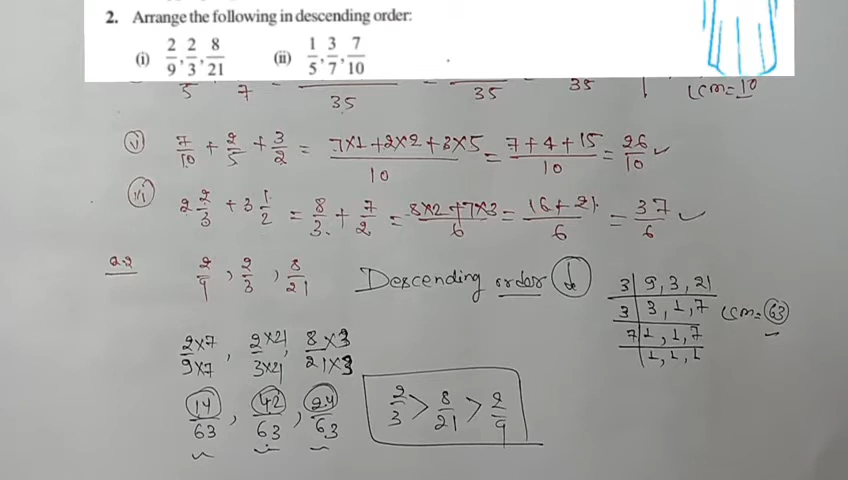 2. Arrange the following in descending order:
(i) 2/9, 2/3, 8/21 (ii) 1/5, 3/7, 7/10
5 7 35 35 35 LCM=10
(v) 7/10 + 2/5 + 3/2 = 7×1+2×2+3×5/10 = 7+4+15/10 = 26/10 ✓
2 2/3 + 3 1/2 = 8/3 + 7/2 = 8×2+7×3/6 = 16+21/6 = 37/6 ✓
Q.2 2/9, 2/3, 8/21 Descending order d
3 | 9, 3, 21
3 | 3, 1, 7 LCM=63
7 | 1, 1, 7
1, 1, 1
2×7/9×7, 2×21/3×21, 8×3/21×3
14/63, 42/63, 24/63
2/3 > 8/21 > 2/9